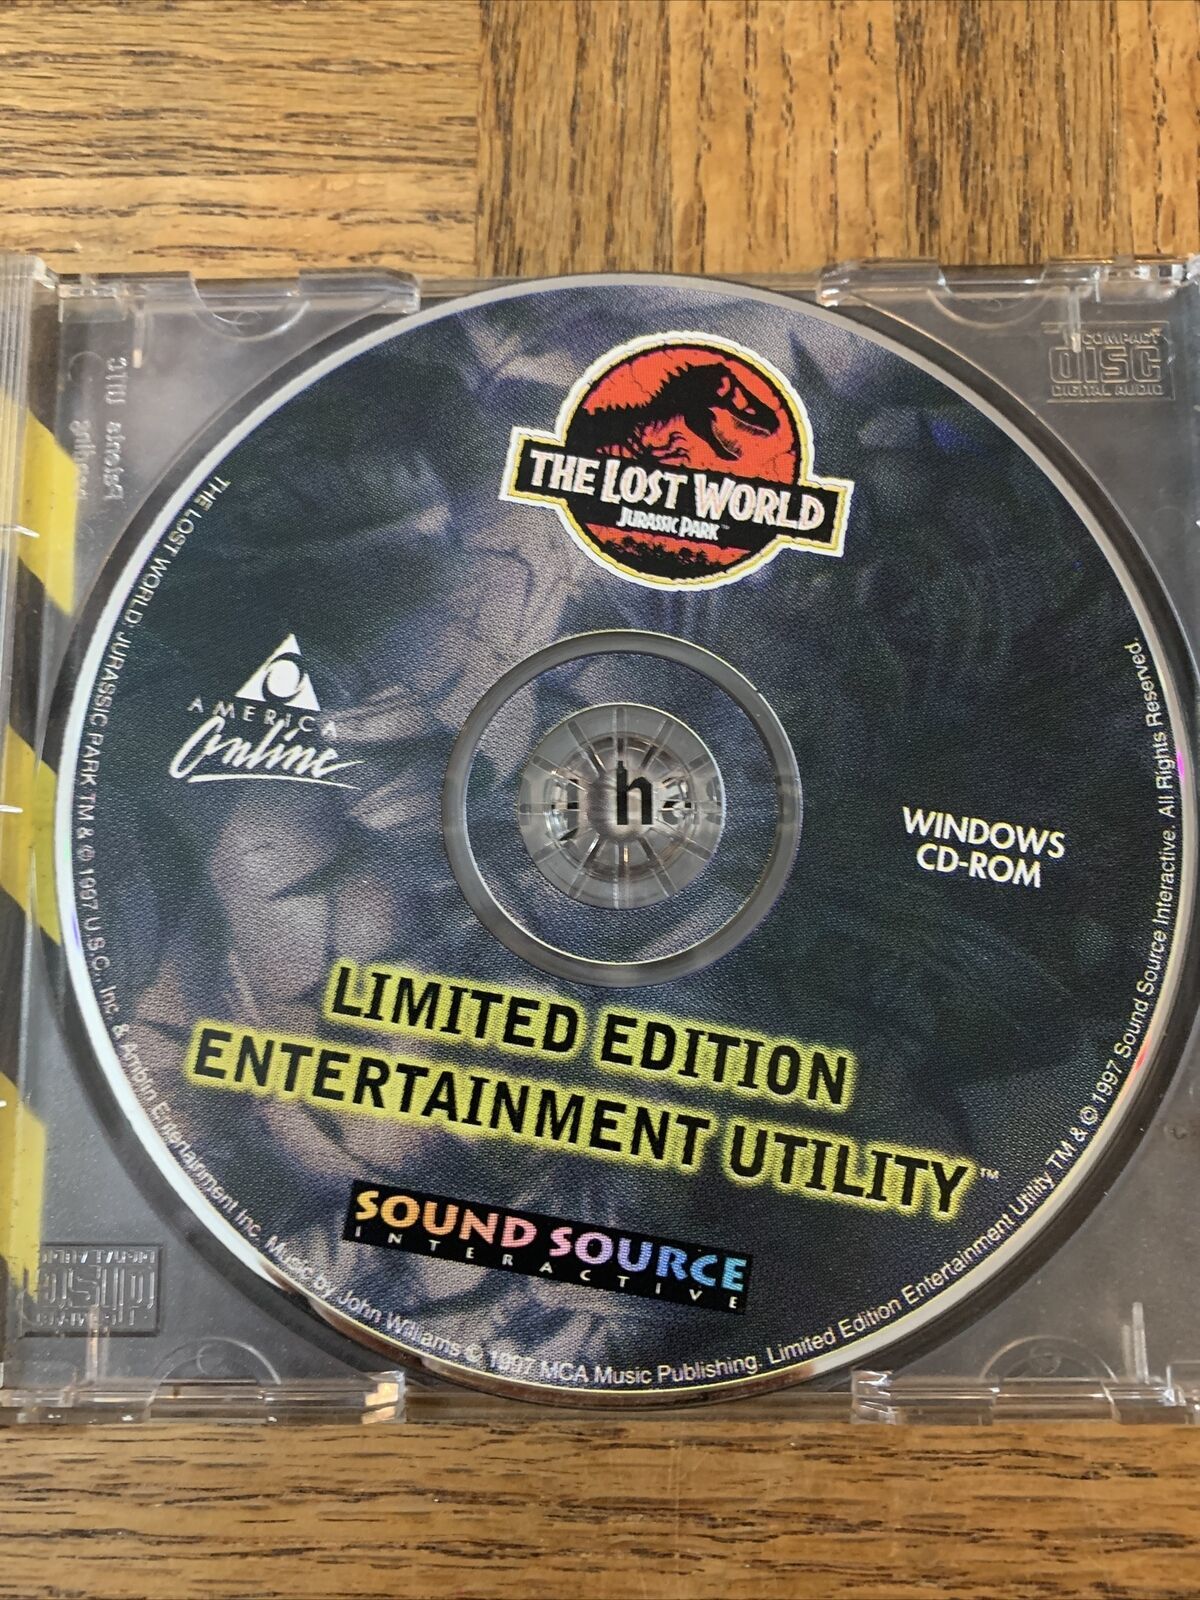 THE LOST WORLD
JURASSIC PARK™
COMPACT
DISC
DIGITAL AUDIO
AMERICA
Online
WINDOWS
CD-ROM
LIMITED EDITION
ENTERTAINMENT UTILITY™
SOUND SOURCE
INTERACTIVE
THE LOST WORLD: JURASSIC PARK TM & © 1997 U.S.C., Inc. & Amblin Entertainment Inc. Music by John Williams © 1997 MCA Music Publishing. Limited Edition Entertainment Utility TM & © 1997 Sound Source Interactive. All Rights Reserved.